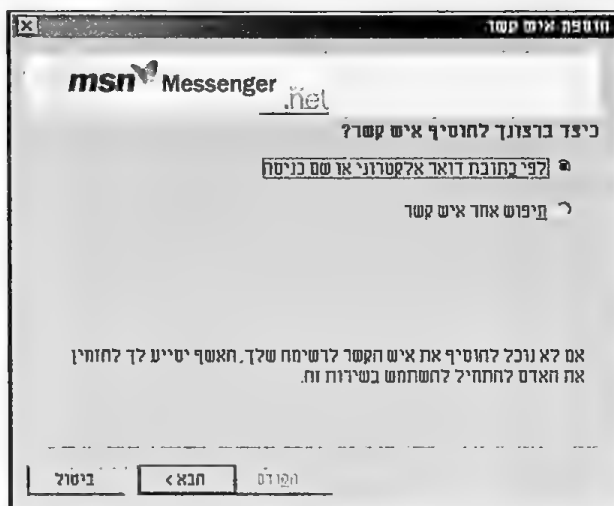 הוספת איש קשר
msn Messenger
.net
כיצד ברצונך להוסיף איש קשר?
לפי כתובת דואר אלקטרוני או שם כניסה
חיפוש אחר איש קשר
אם לא נוכל להוסיף את איש הקשר לרשימה שלך, האשף יסייע לך להזמין
את האדם להתחיל להשתמש בשירות זה.
הקודם
הבא >
ביטול